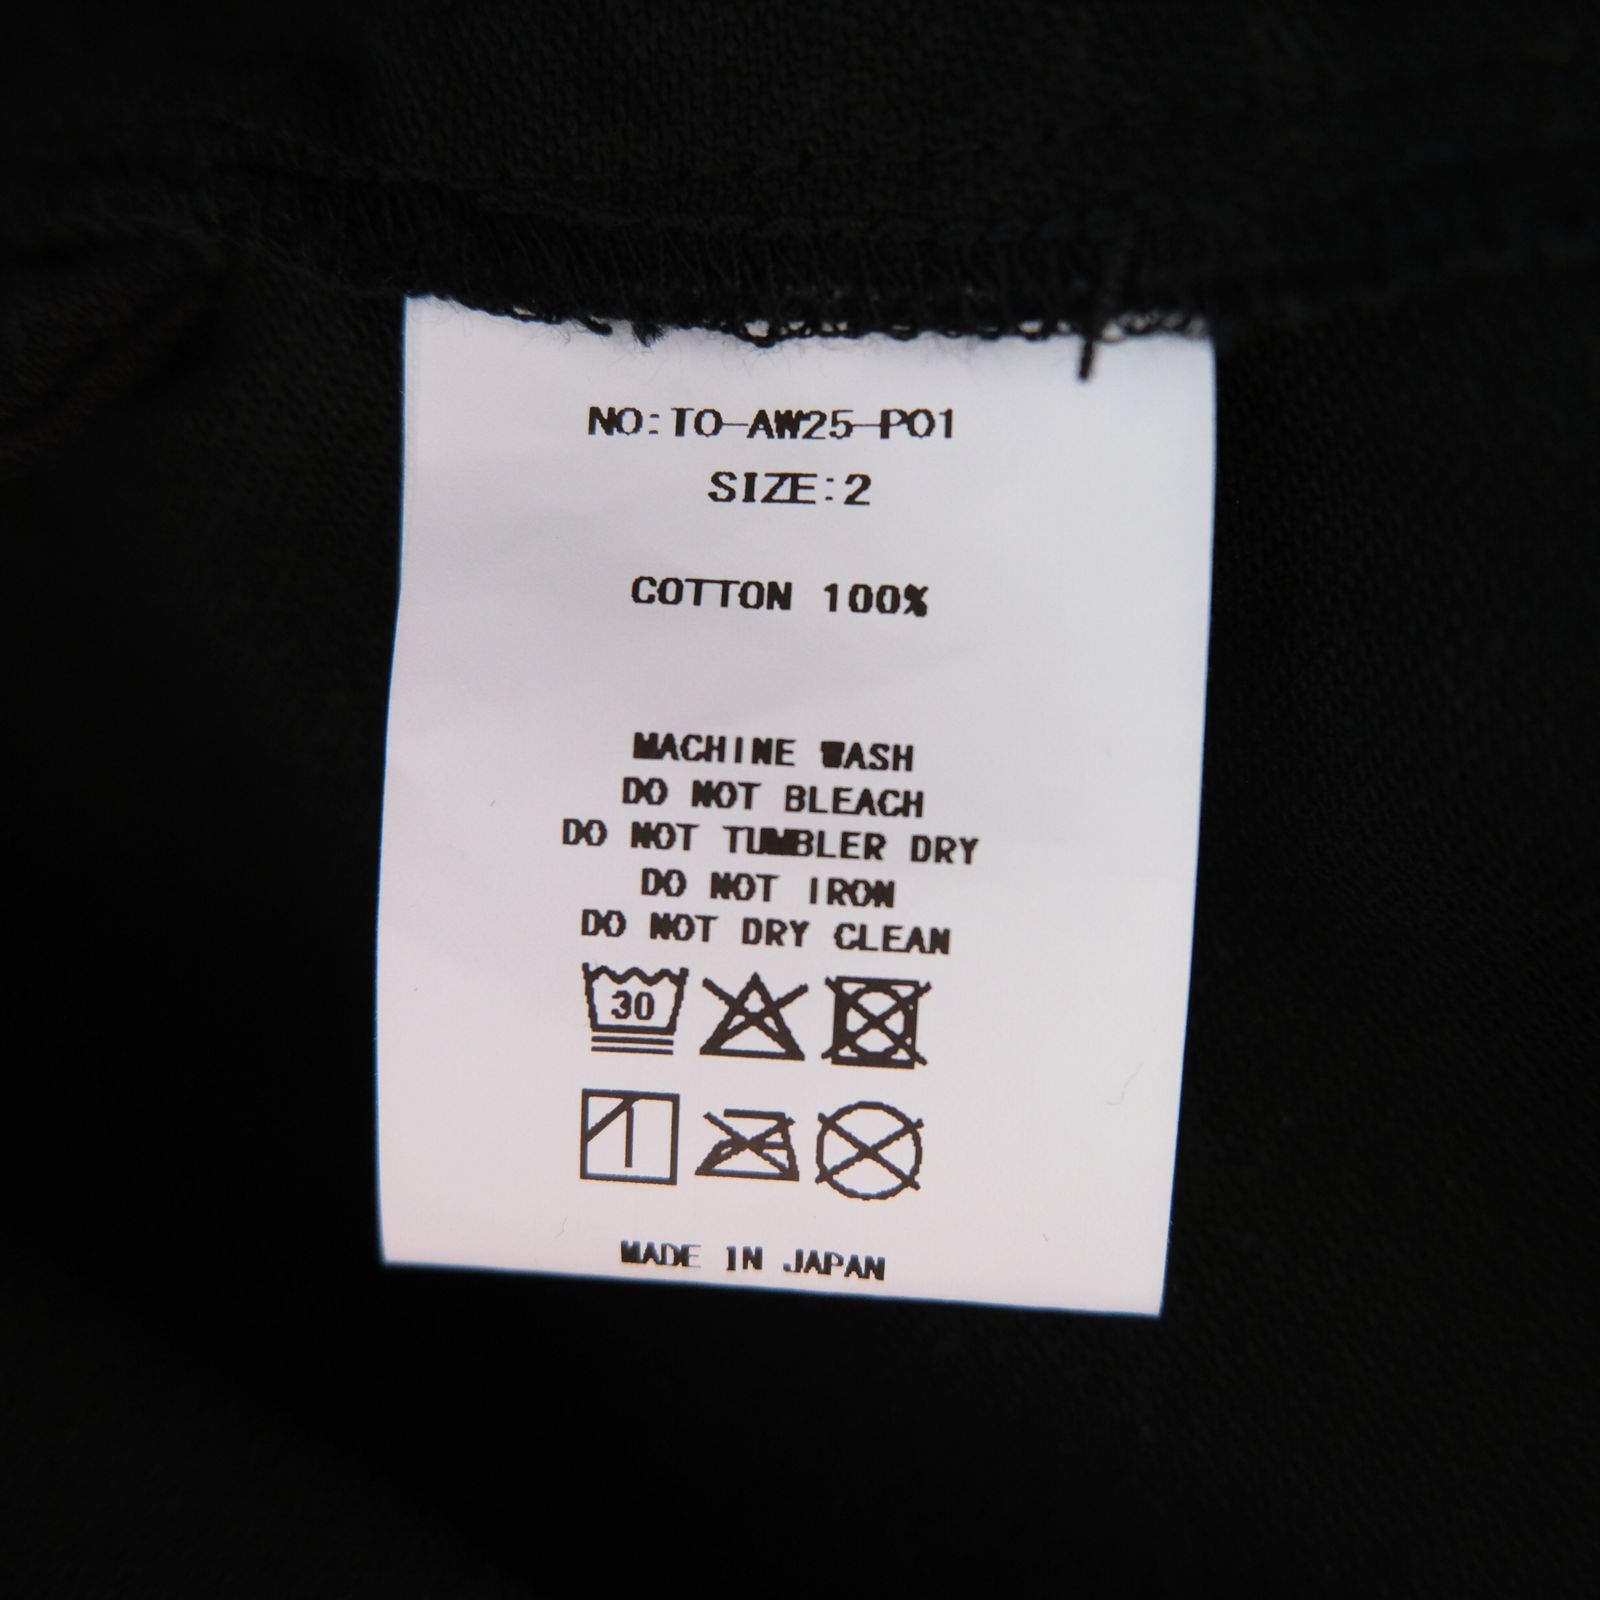 NO:TO-AW25-P01
SIZE:2
COTTON 100%
MACHINE WASH
DO NOT BLEACH
DO NOT TUMBLER DRY
DO NOT IRON
DO NOT DRY CLEAN
30
MADE IN JAPAN